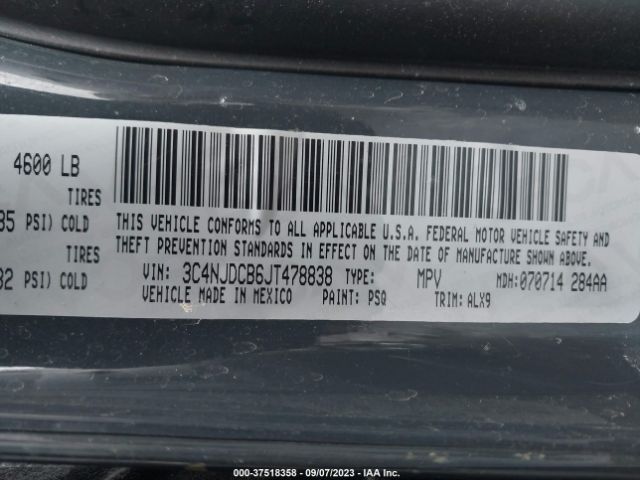 4600 LB
TIRES
85 PSI) COLD
TIRES
32 PSI) COLD
THIS VEHICLE CONFORMS TO ALL APPLICABLE U.S.A. FEDERAL MOTOR VEHICLE SAFETY AND
THEFT PREVENTION STANDARDS IN EFFECT ON THE DATE OF MANUFACTURE SHOWN ABOVE.
VIN: 3C4NJDCB6JT478838 TYPE: MPV MDH: 070714 284AA
VEHICLE MADE IN MEXICO PAINT: PSQ TRIM: ALX9
000-37518358 - 09/07/2023 - IAA Inc.